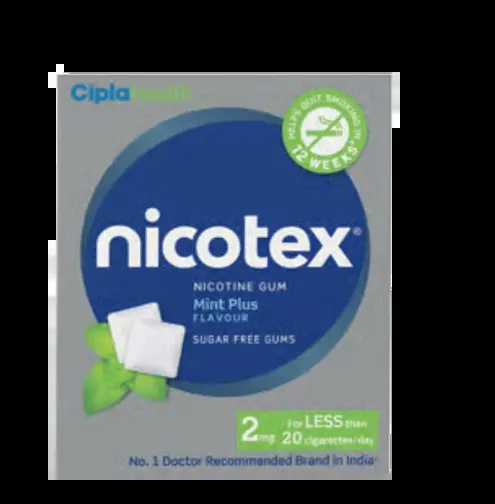 Cipla health
HELPS QUIT SMOKING IN
12 WEEKS*
nicotex®
NICOTINE GUM
Mint Plus
FLAVOUR
SUGAR FREE GUMS
2mg
For LESS than
20 cigarettes/day
No. 1 Doctor Recommended Brand in India*